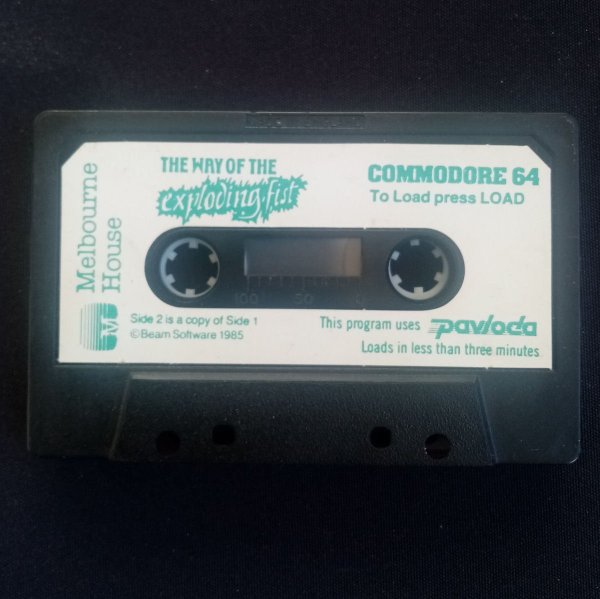 THE WAY OF THE
exploding fist
COMMODORE 64
To Load press LOAD
Melbourne
House
M
100 50
Side 2 is a copy of Side 1
©Beam Software 1985
This program uses pavloda
Loads in less than three minutes